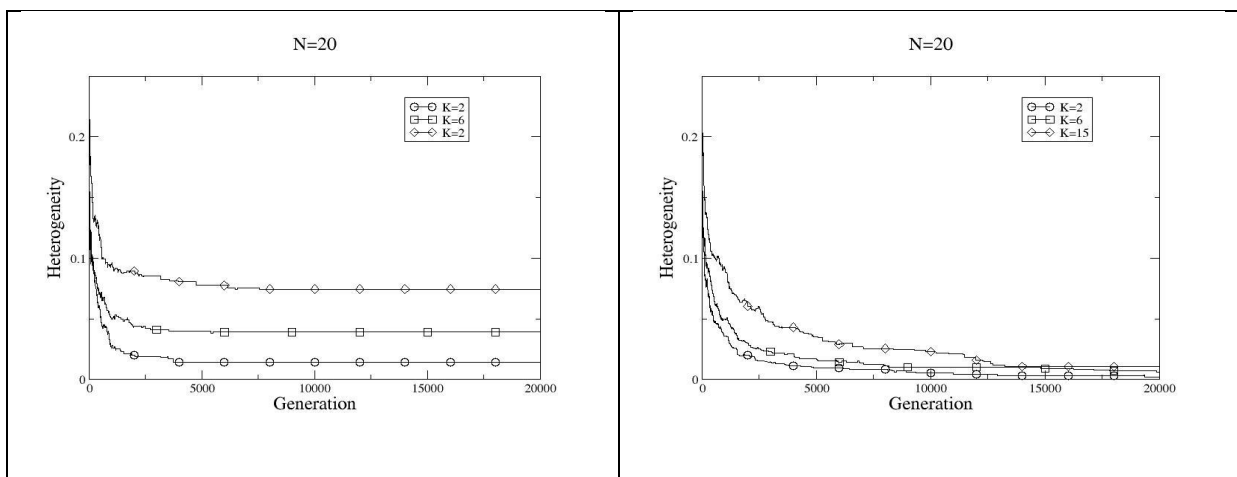 N=20
K=2
K=6
K=2
0.2
0.1
0
Heterogeneity
0 5000 10000 15000 20000
Generation
N=20
K=2
K=6
K=15
0.2
0.1
0
Heterogeneity
0 5000 10000 15000 20000
Generation